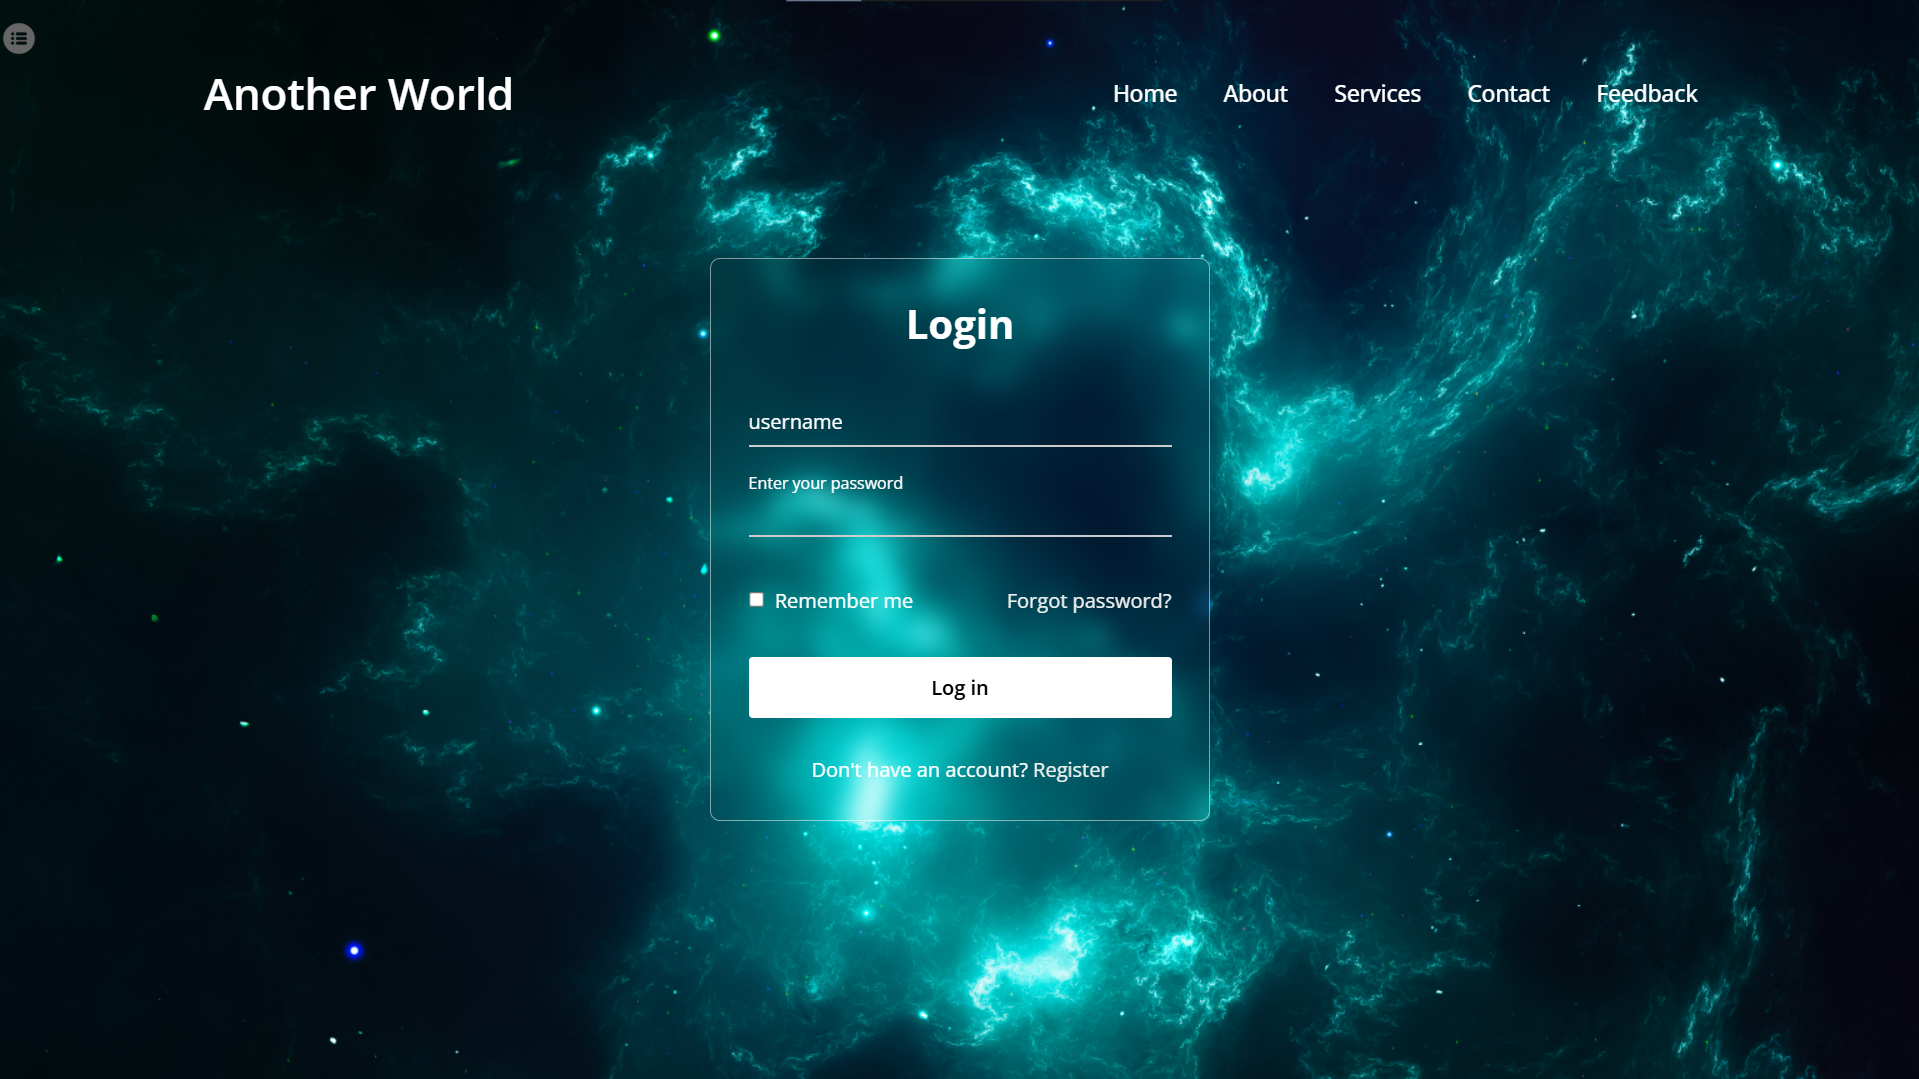 Another World
Home About Services Contact Feedback
Login
username
Enter your password
Remember me Forgot password?
Log in
Don't have an account? Register